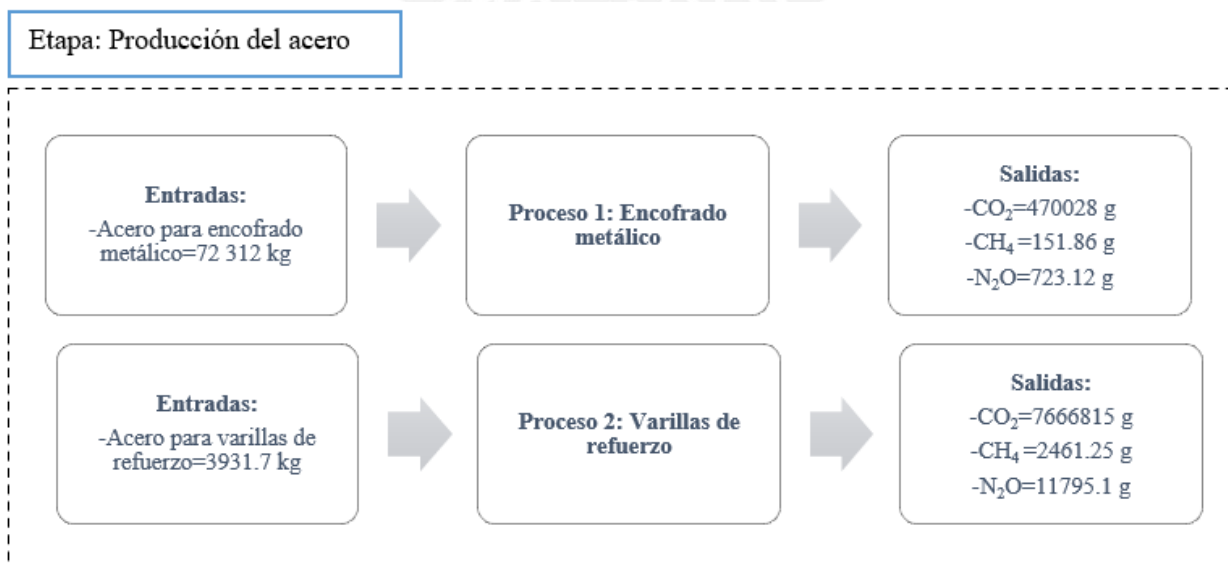 Etapa: Producción del acero
Entradas:
-Acero para encofrado
metálico=72 312 kg
Proceso 1: Encofrado
metálico
Salidas:
-CO₂=470028 g
-CH₄=151.86 g
-N₂O=723.12 g
Entradas:
-Acero para varillas de
refuerzo=3931.7 kg
Proceso 2: Varillas de
refuerzo
Salidas:
-CO₂=7666815 g
-CH₄=2461.25 g
-N₂O=11795.1 g